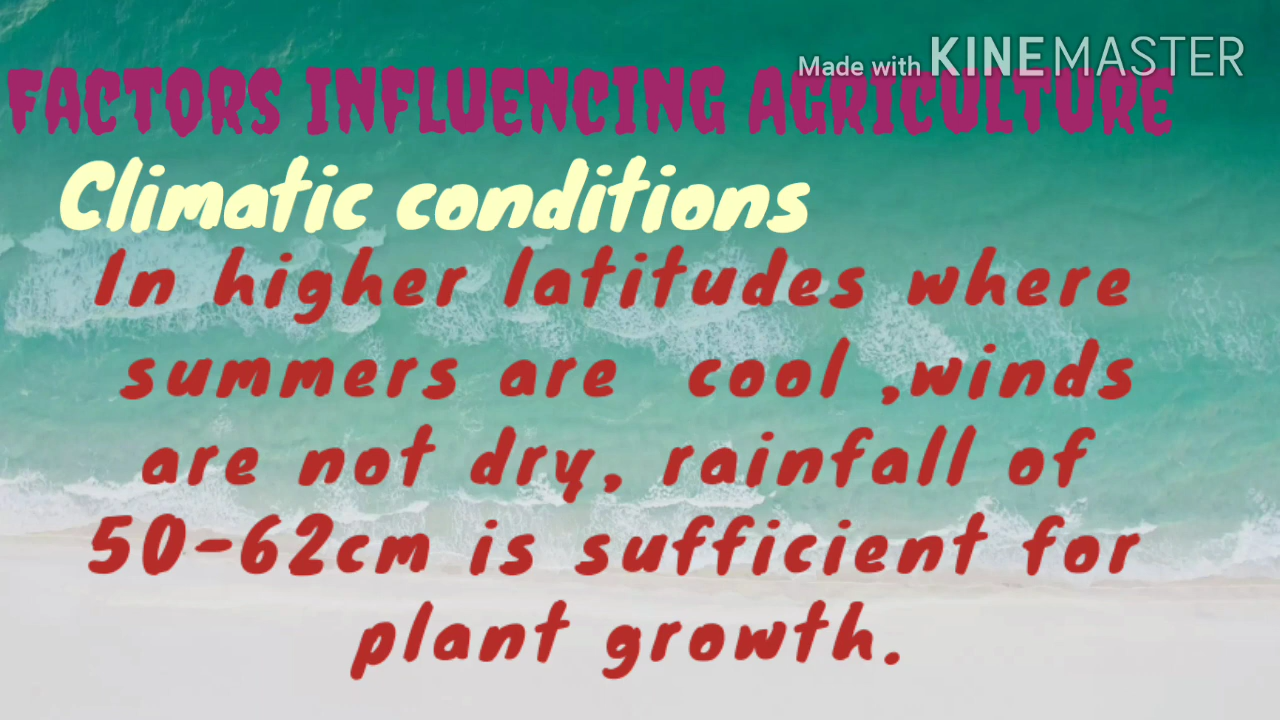 Made with KINEMASTER
FACTORS INFLUENCING AGRICULTURE
Climatic conditions
In higher latitudes where
summers are cool ,winds
are not dry, rainfall of
50-62cm is sufficient for
plant growth.